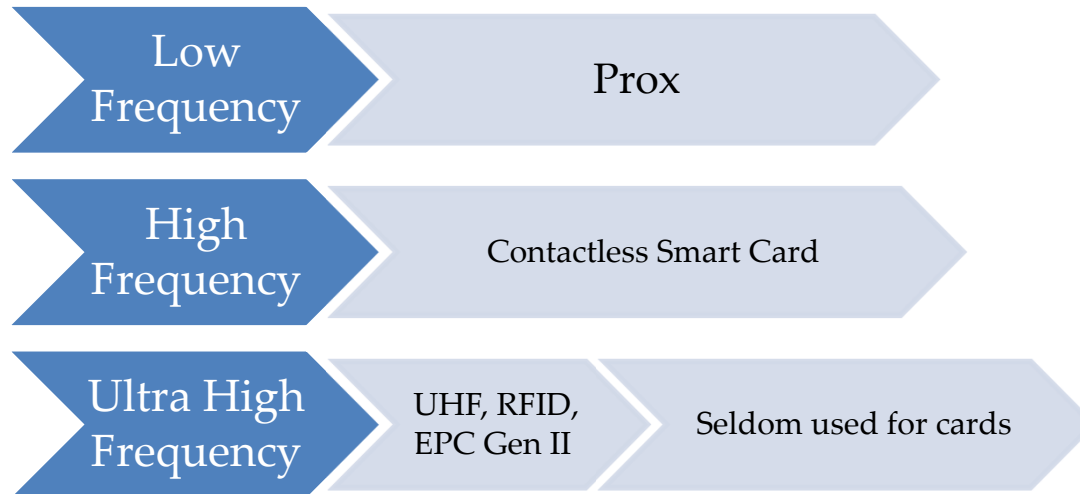 Low
Frequency
Prox
High
Frequency
Contactless Smart Card
Ultra High
Frequency
UHF, RFID,
EPC Gen II
Seldom used for cards